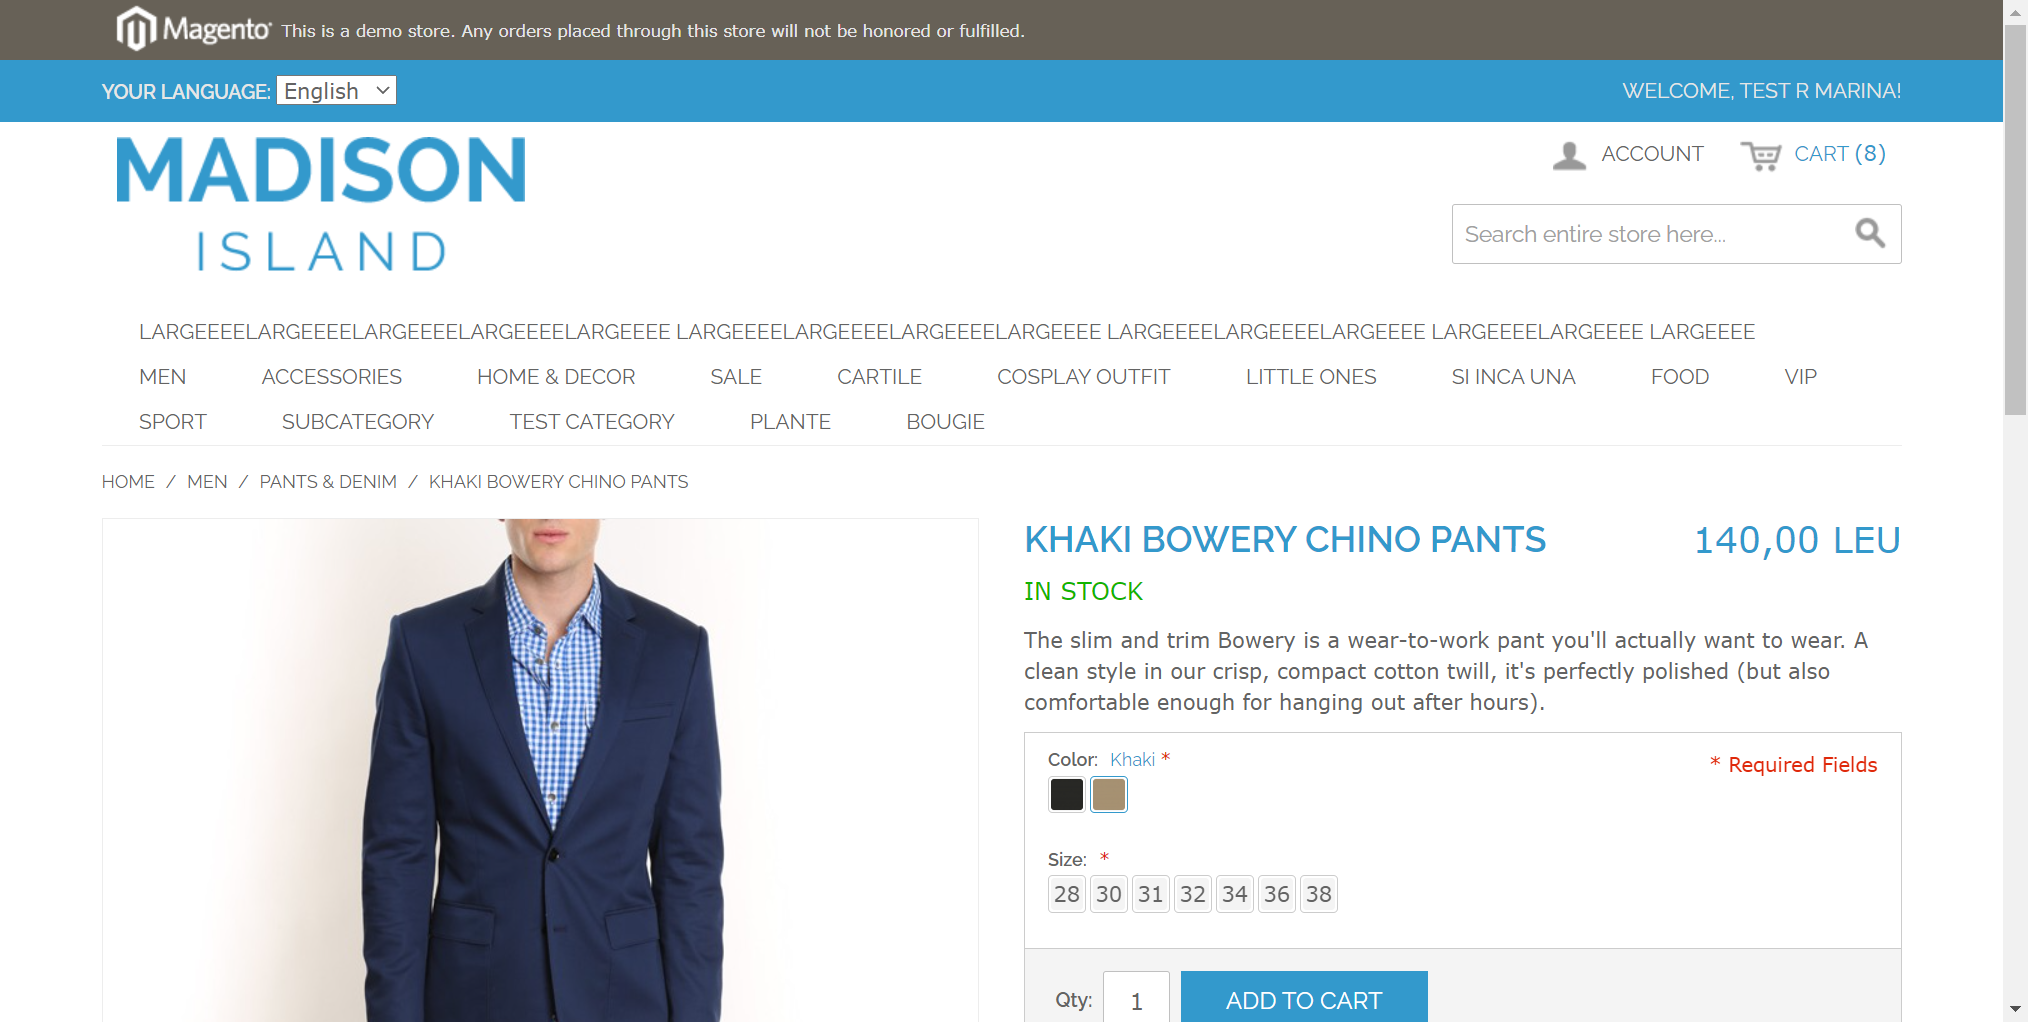 Magento® This is a demo store. Any orders placed through this store will not be honored or fulfilled.
YOUR LANGUAGE: English WELCOME, TEST R MARINA!
MADISON
ISLAND
ACCOUNT CART (8)
Search entire store here...
LARGEEEELARGEEEELARGEEEELARGEEEELARGEEEE LARGEEEELARGEEEELARGEEEELARGEEEE LARGEEEELARGEEEELARGEEEE LARGEEEELARGEEEE LARGEEEE
MEN ACCESSORIES HOME & DECOR SALE CARTILE COSPLAY OUTFIT LITTLE ONES SI INCA UNA FOOD VIP
SPORT SUBCATEGORY TEST CATEGORY PLANTE BOUGIE
HOME / MEN / PANTS & DENIM / KHAKI BOWERY CHINO PANTS
KHAKI BOWERY CHINO PANTS 140,00 LEU
IN STOCK
The slim and trim Bowery is a wear-to-work pant you'll actually want to wear. A
clean style in our crisp, compact cotton twill, it's perfectly polished (but also
comfortable enough for hanging out after hours).
Color: Khaki *
* Required Fields
Size: *
28 30 31 32 34 36 38
Qty: 1 ADD TO CART